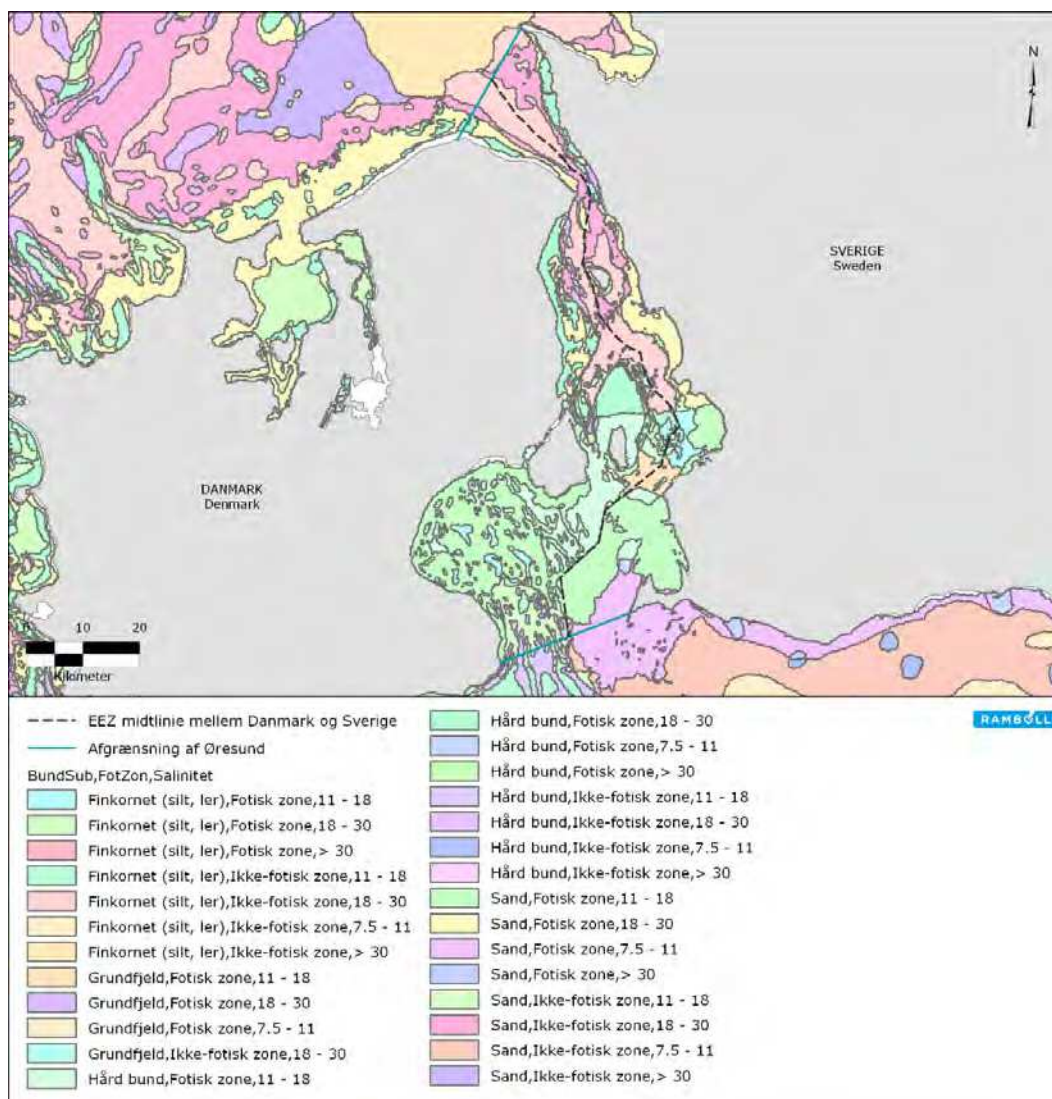 N
SVERIGE
Sweden
DANMARK
Denmark
0 10 20
Kilometer
EEZ midtlinie mellem Danmark og Sverige
Afgrænsning af Øresund
BundSub,FotZon,Salinitet
Finkornet (silt, ler),Fotisk zone,11 - 18
Finkornet (silt, ler),Fotisk zone,18 - 30
Finkornet (silt, ler),Fotisk zone,> 30
Finkornet (silt, ler),Ikke-fotisk zone,11 - 18
Finkornet (silt, ler),Ikke-fotisk zone,18 - 30
Finkornet (silt, ler),Ikke-fotisk zone,7.5 - 11
Finkornet (silt, ler),Ikke-fotisk zone,> 30
Grundfjeld,Fotisk zone,11 - 18
Grundfjeld,Fotisk zone,18 - 30
Grundfjeld,Fotisk zone,7.5 - 11
Grundfjeld,Ikke-fotisk zone,18 - 30
Hård bund,Fotisk zone,11 - 18
Hård bund,Fotisk zone,18 - 30
Hård bund,Fotisk zone,7.5 - 11
Hård bund,Fotisk zone,> 30
Hård bund,Ikke-fotisk zone,11 - 18
Hård bund,Ikke-fotisk zone,18 - 30
Hård bund,Ikke-fotisk zone,7.5 - 11
Hård bund,Ikke-fotisk zone,> 30
Sand,Fotisk zone,11 - 18
Sand,Fotisk zone,18 - 30
Sand,Fotisk zone,7.5 - 11
Sand,Fotisk zone,> 30
Sand,Ikke-fotisk zone,11 - 18
Sand,Ikke-fotisk zone,18 - 30
Sand,Ikke-fotisk zone,7.5 - 11
Sand,Ikke-fotisk zone,> 30
RAMBOLL